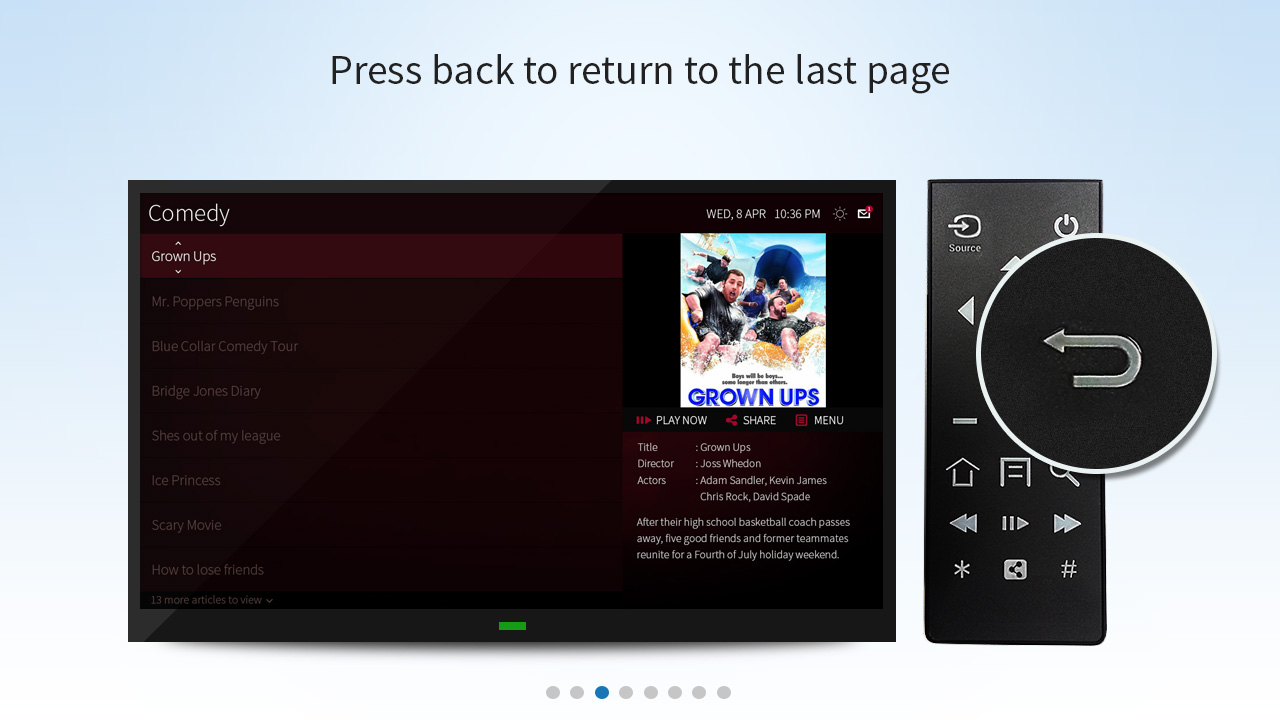 Press back to return to the last page
Comedy
WED, 8 APR 10:36 PM
1
Grown Ups
Mr. Poppers Penguins
Blue Collar Comedy Tour
Bridge Jones Diary
Shes out of my league
Ice Princess
Scary Movie
How to lose friends
13 more articles to view
Boys will be boys...
some longer than others.
GROWN UPS
PLAY NOW SHARE MENU
Title : Grown Ups
Director : Joss Whedon
Actors : Adam Sandler, Kevin James
Chris Rock, David Spade
After their high school basketball coach passes
away, five good friends and former teammates
reunite for a Fourth of July holiday weekend.
Source
* #